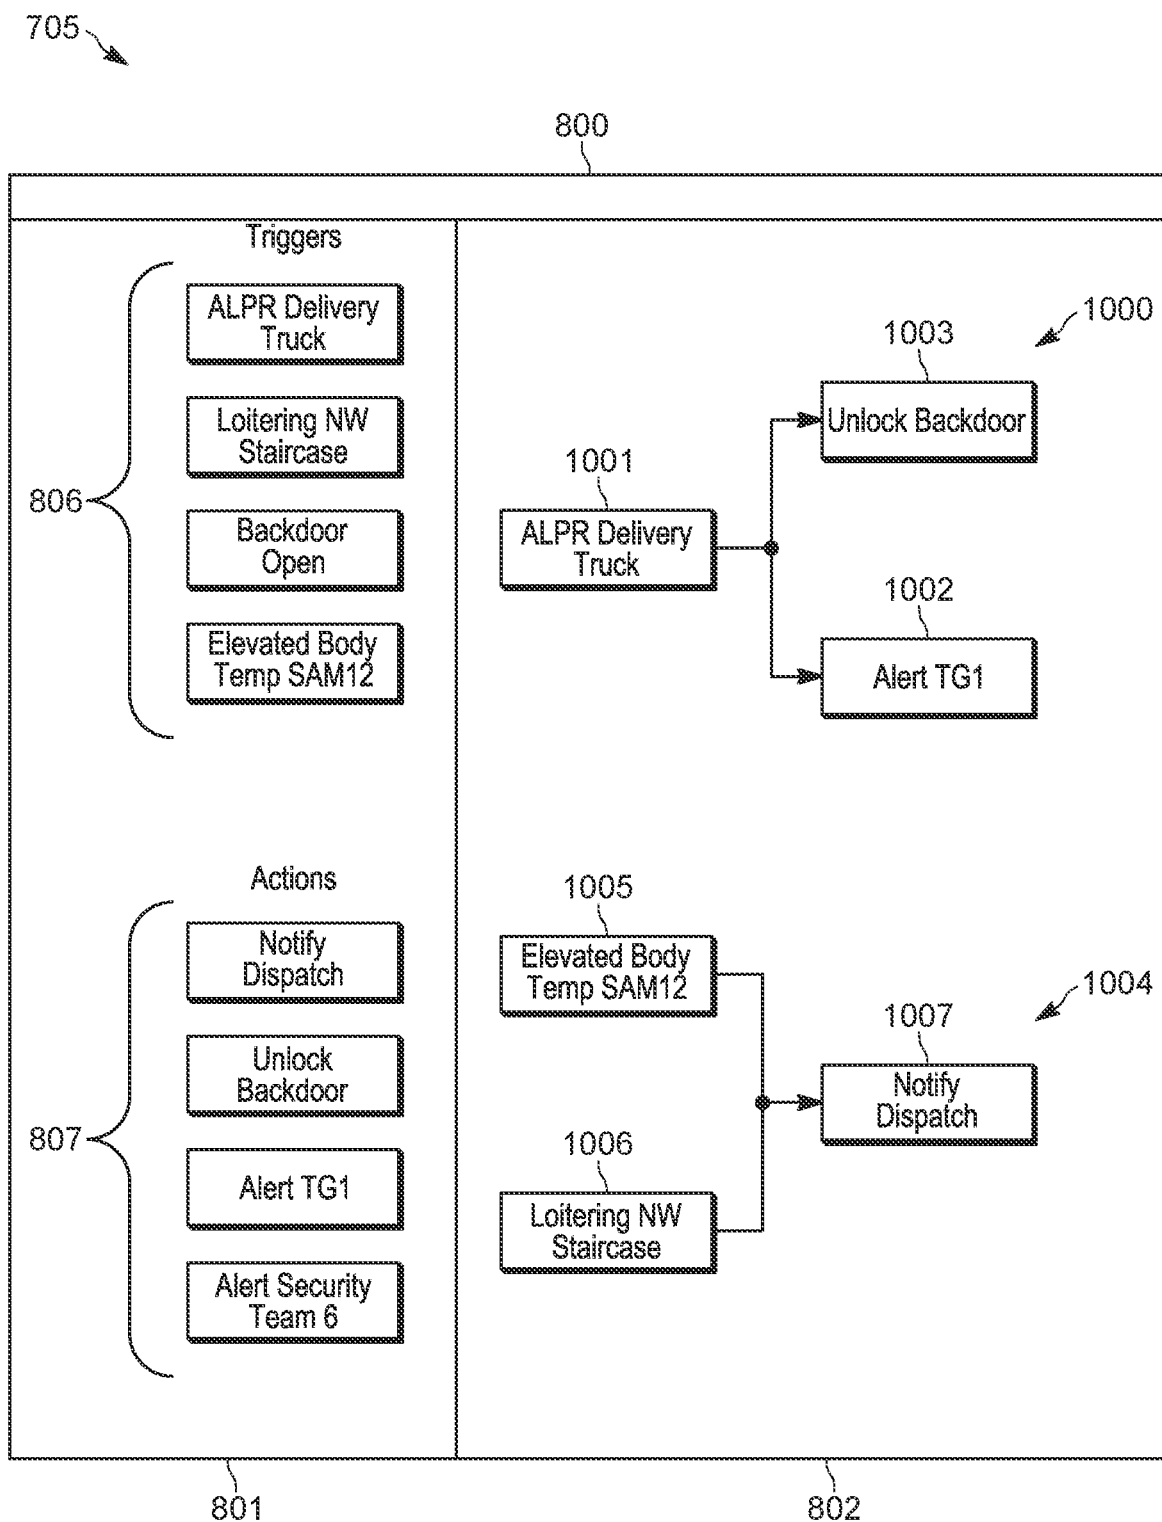 705
800
Triggers
ALPR Delivery
Truck
Loitering NW
Staircase
Backdoor
Open
Elevated Body
Temp SAM12
806
Actions
Notify
Dispatch
Unlock
Backdoor
Alert TG1
Alert Security
Team 6
807
1000
1003
Unlock Backdoor
1001
ALPR Delivery
Truck
1002
Alert TG1
1005
Elevated Body
Temp SAM12
1004
1007
Notify
Dispatch
1006
Loitering NW
Staircase
801
802